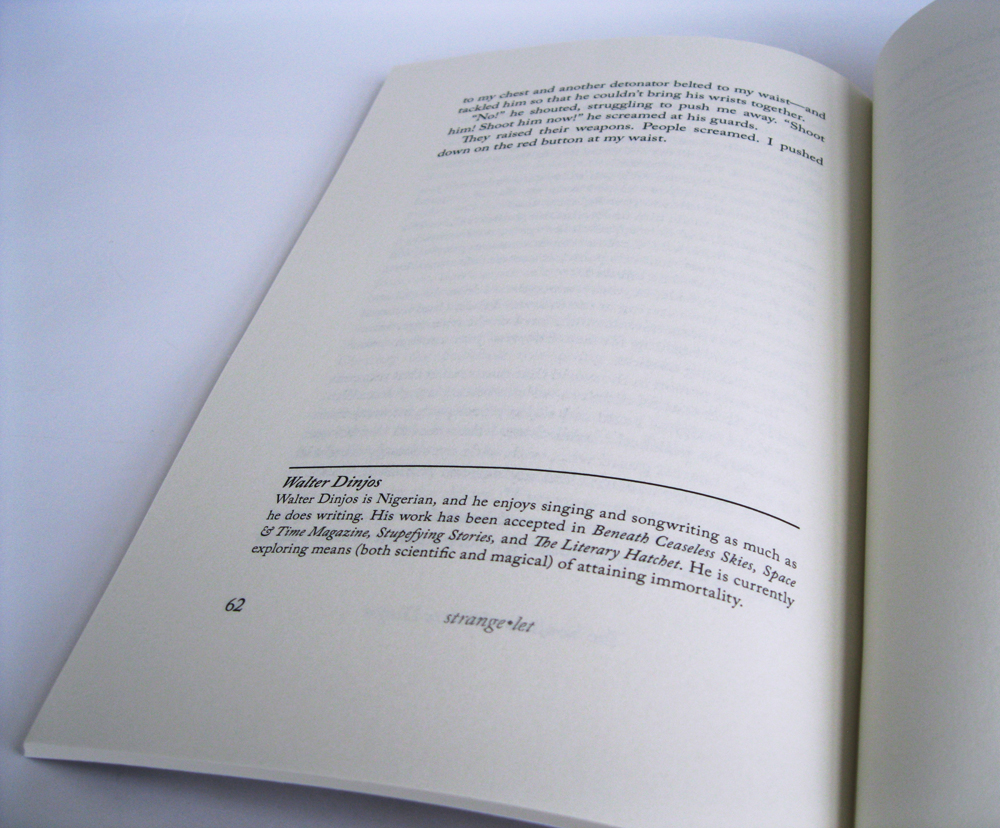 to my chest and another detonator belted to my waist—and
tackled him so that he couldn't bring his wrists together.
"No!" he shouted, struggling to push me away. "Shoot
him! Shoot him now!" he screamed at his guards.
They raised their weapons. People screamed. I pushed
down on the red button at my waist.
Walter Dinjos
Walter Dinjos is Nigerian, and he enjoys singing and songwriting as much as
he does writing. His work has been accepted in Beneath Ceaseless Skies, Space
& Time Magazine, Stupefying Stories, and The Literary Hatchet. He is currently
exploring means (both scientific and magical) of attaining immortality.
62
strange•let